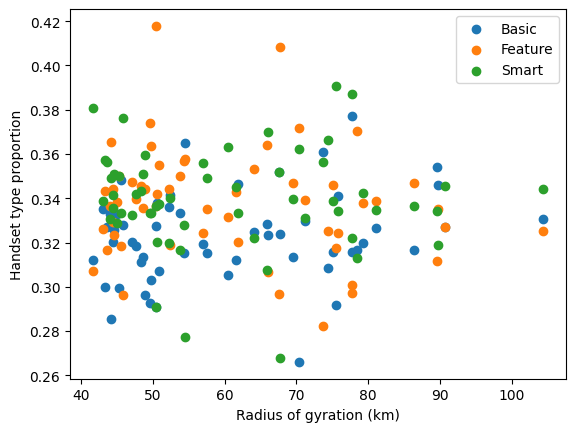 0.42
0.40
0.38
0.36
0.34
0.32
0.30
0.28
0.26
Handset type proportion
Basic
Feature
Smart
40 50 60 70 80 90 100
Radius of gyration (km)